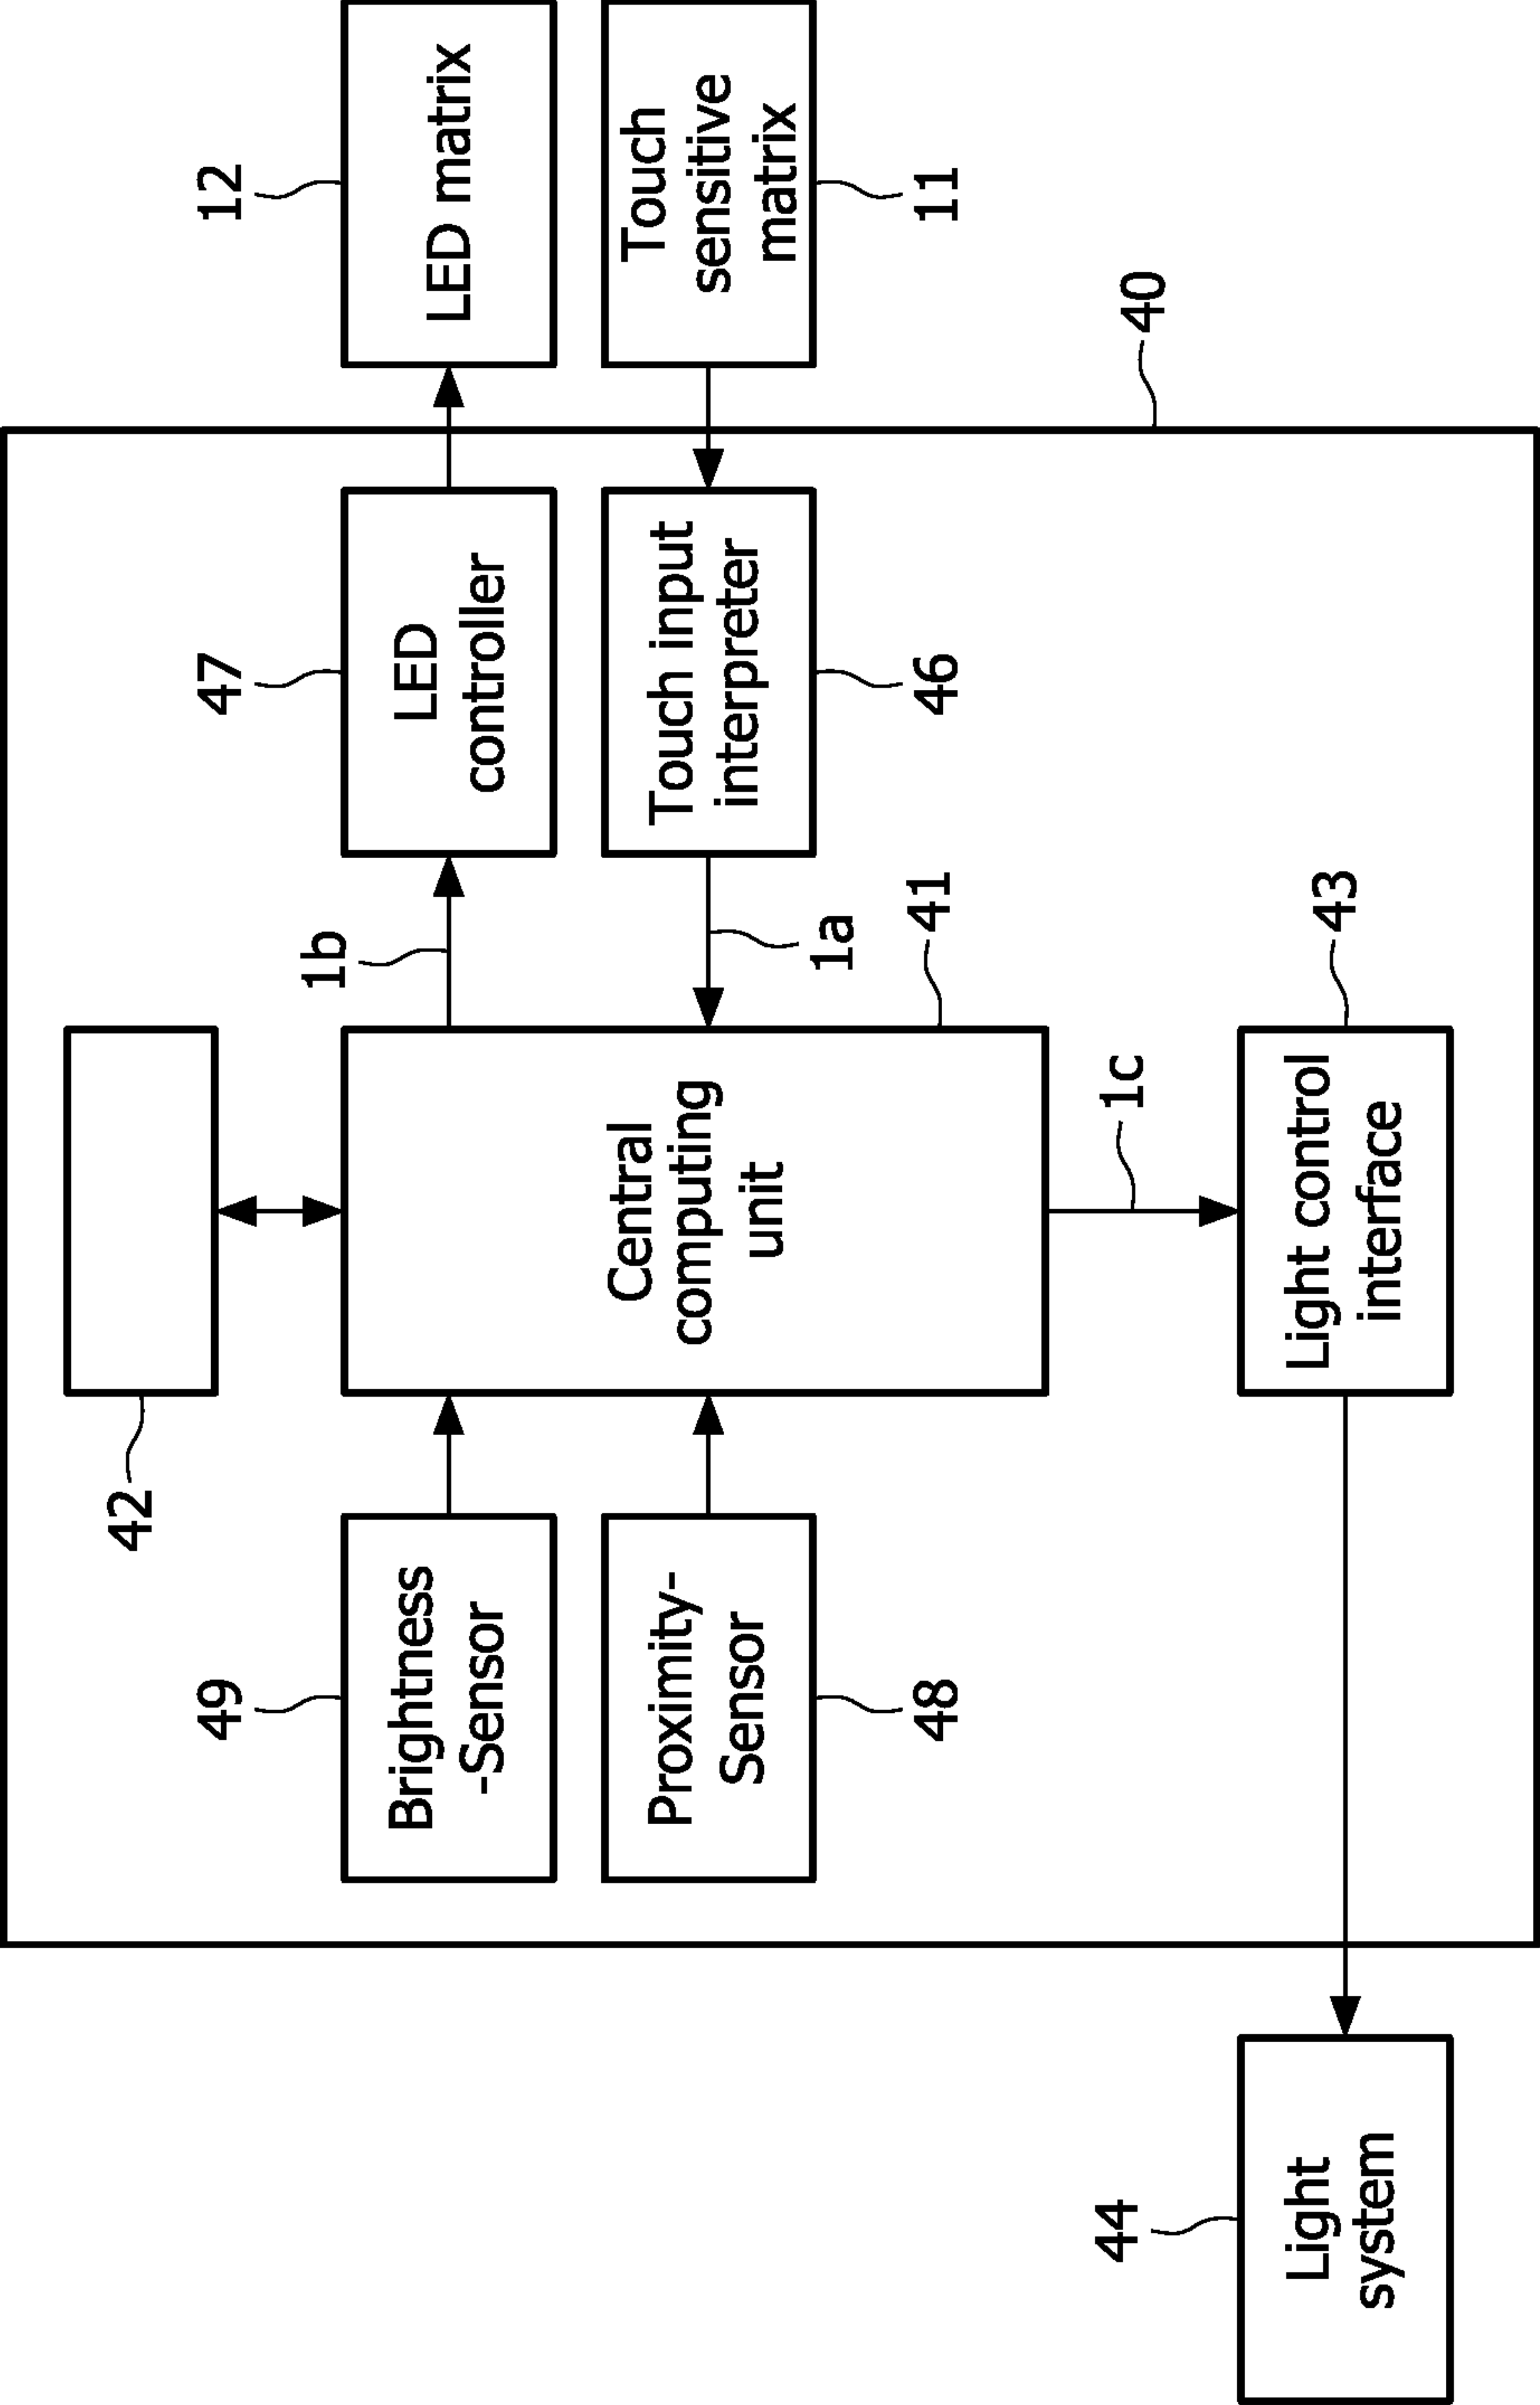 42
49
Brightness
-Sensor
Proximity-
Sensor
48
Central
computing
unit
41
1b
1a
47
LED
controller
Touch input
interpreter
46
12
LED matrix
Touch
sensitive
matrix
11
40
1c
43
Light control
interface
44
Light
system